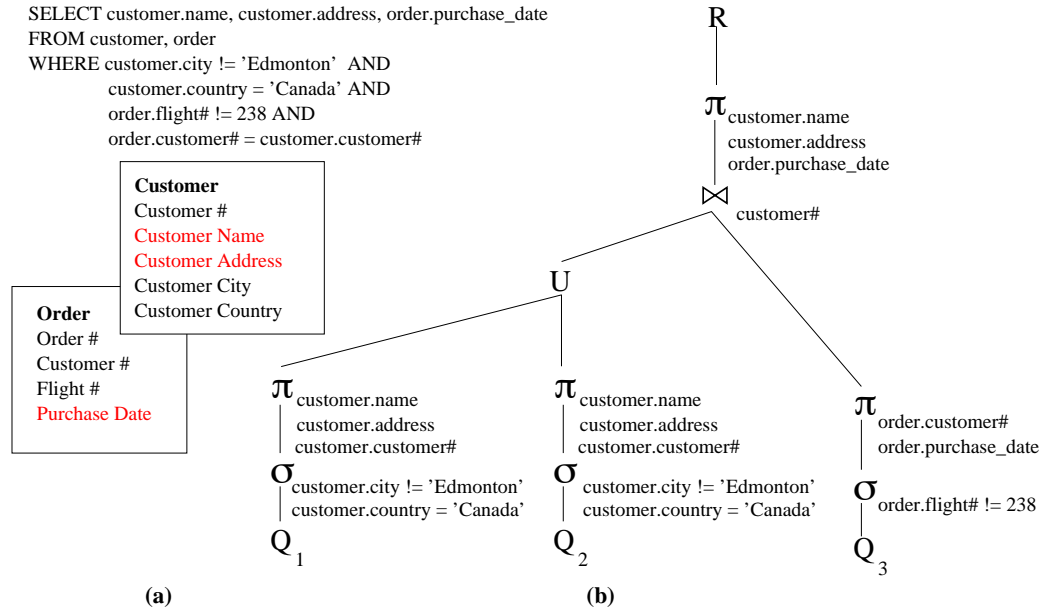 SELECT customer.name, customer.address, order.purchase_date
FROM customer, order
WHERE customer.city != 'Edmonton' AND
customer.country = 'Canada' AND
order.flight# != 238 AND
order.customer# = customer.customer#
Customer
Customer #
Customer Name
Customer Address
Customer City
Customer Country
Order
Order #
Customer #
Flight #
Purchase Date
(a)
R
π customer.name
customer.address
order.purchase_date
⋈ customer#
U
π customer.name
customer.address
customer.customer#
σ customer.city != 'Edmonton'
customer.country = 'Canada'
Q1
π customer.name
customer.address
customer.customer#
σ customer.city != 'Edmonton'
customer.country = 'Canada'
Q2
π order.customer#
order.purchase_date
σ order.flight# != 238
Q3
(b)